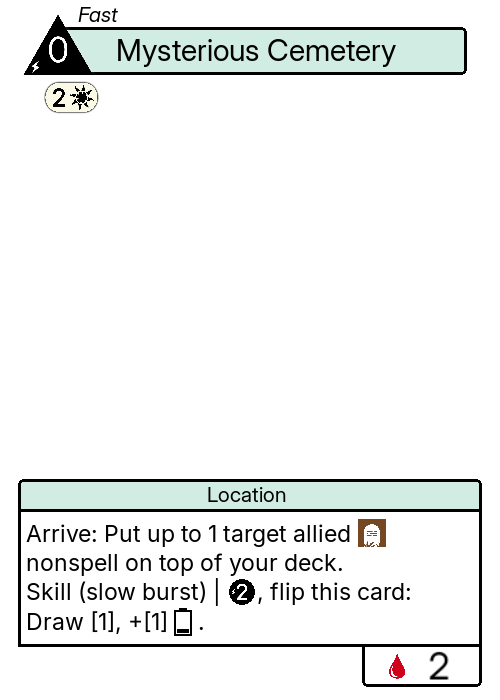 Fast
0 Mysterious Cemetery
2
Location
Arrive: Put up to 1 target allied
nonspell on top of your deck.
Skill (slow burst) | 2, flip this card:
Draw [1], +[1] .
2